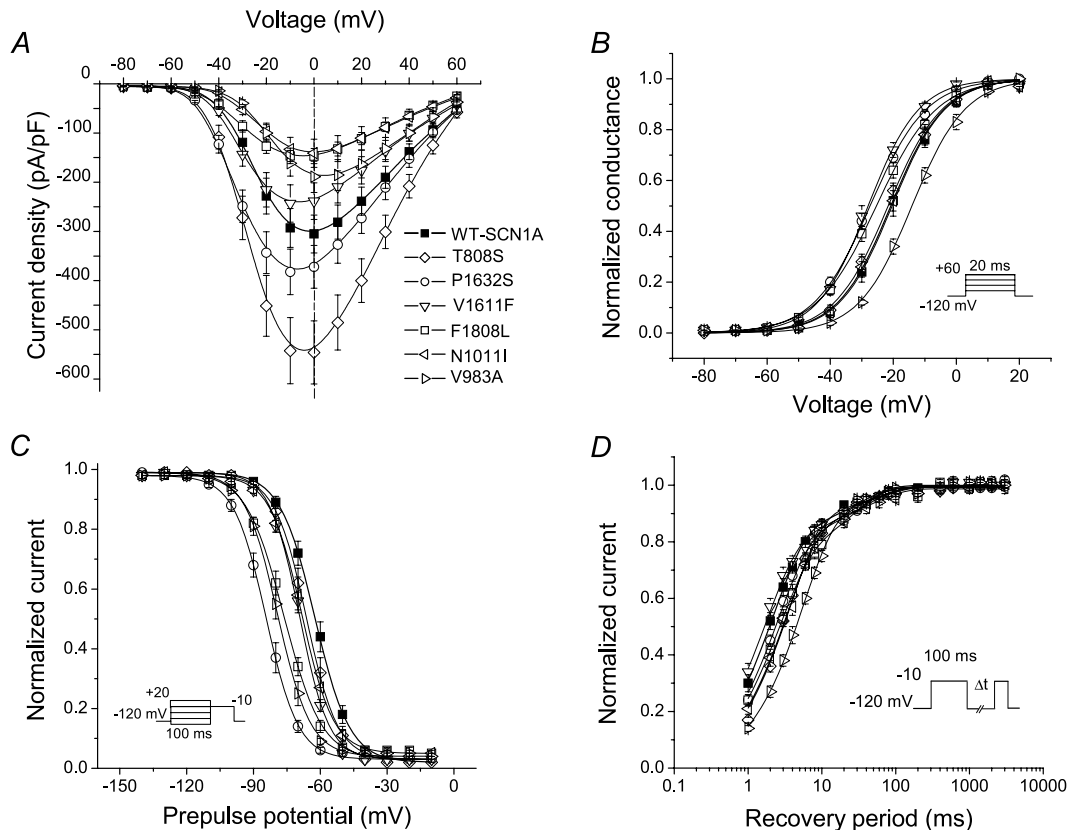 A
Voltage (mV)
-80 -60 -40 -20 0 20 40 60
0
-100
-200
-300
-400
-500
-600
Current density (pA/pF)
WT-SCN1A
T808S
P1632S
V1611F
F1808L
N1011I
V983A
B
1.0
0.8
0.6
0.4
0.2
0.0
Normalized conductance
+60 20 ms
-120 mV
-80 -60 -40 -20 0 20
Voltage (mV)
C
1.0
0.8
0.6
0.4
0.2
0.0
Normalized current
+20
-10
-120 mV
100 ms
-150 -120 -90 -60 -30 0
Prepulse potential (mV)
D
1.0
0.8
0.6
0.4
0.2
0.0
Normalized current
100 ms
-10
Δt
-120 mV
0.1 1 10 100 1000 10000
Recovery period (ms)